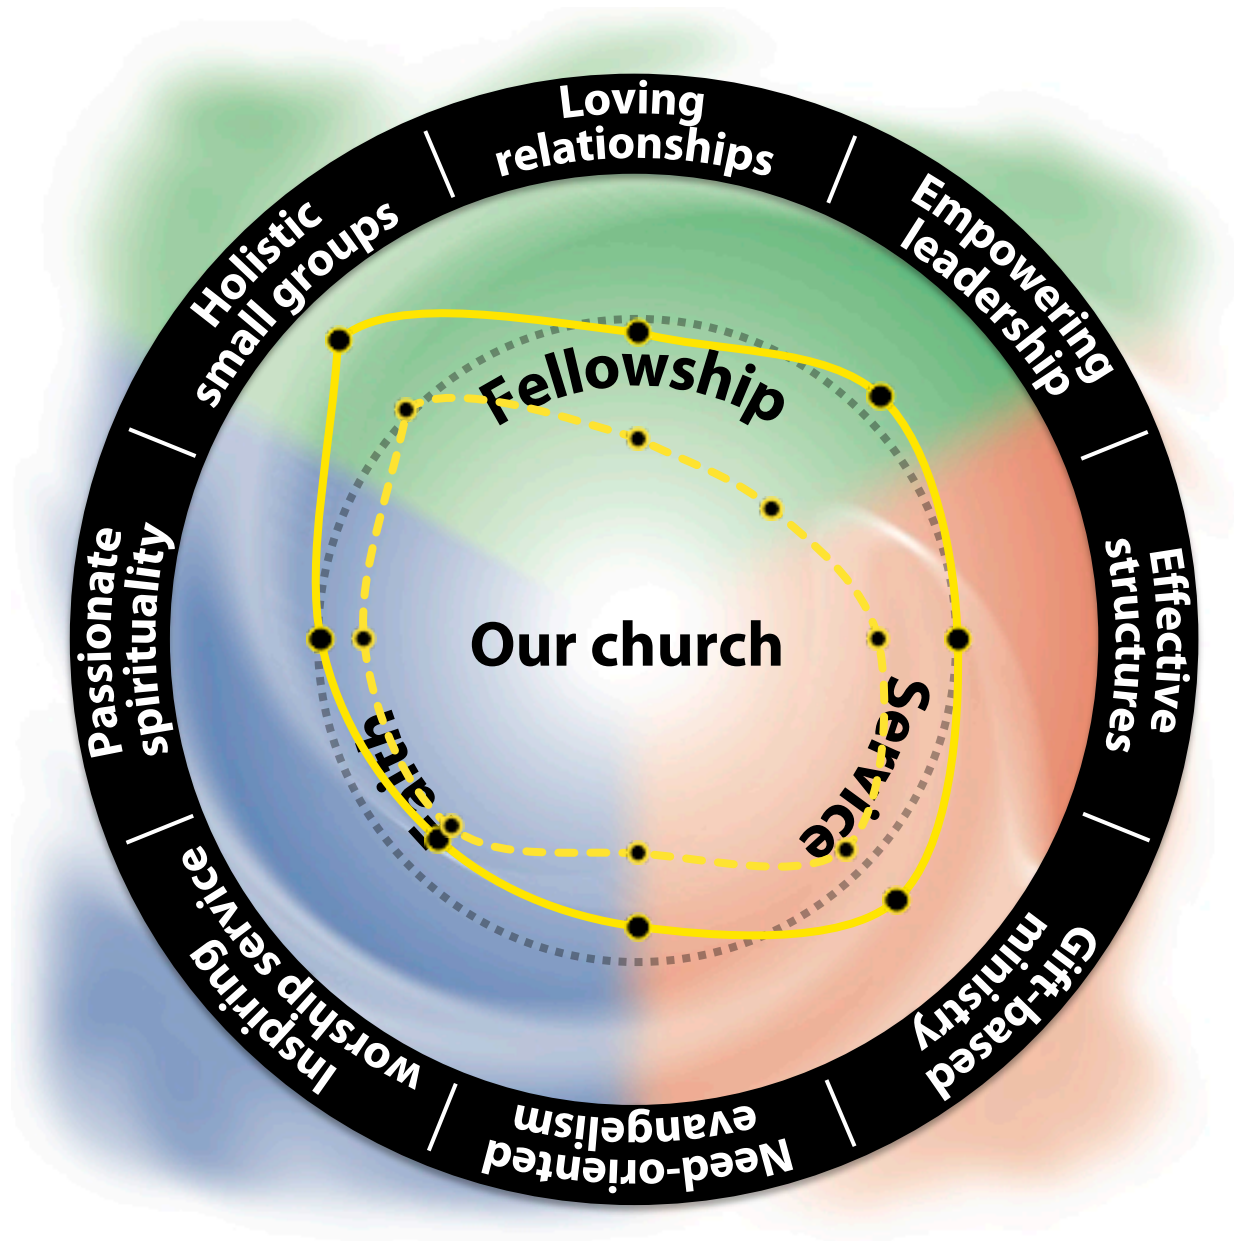 Loving
relationships
Empowering
leadership
Effective
structures
Gift-based
ministry
Need-oriented
evangelism
Inspiring
worship service
Passionate
spirituality
Holistic
small groups
Fellowship
Service
Faith
Our church